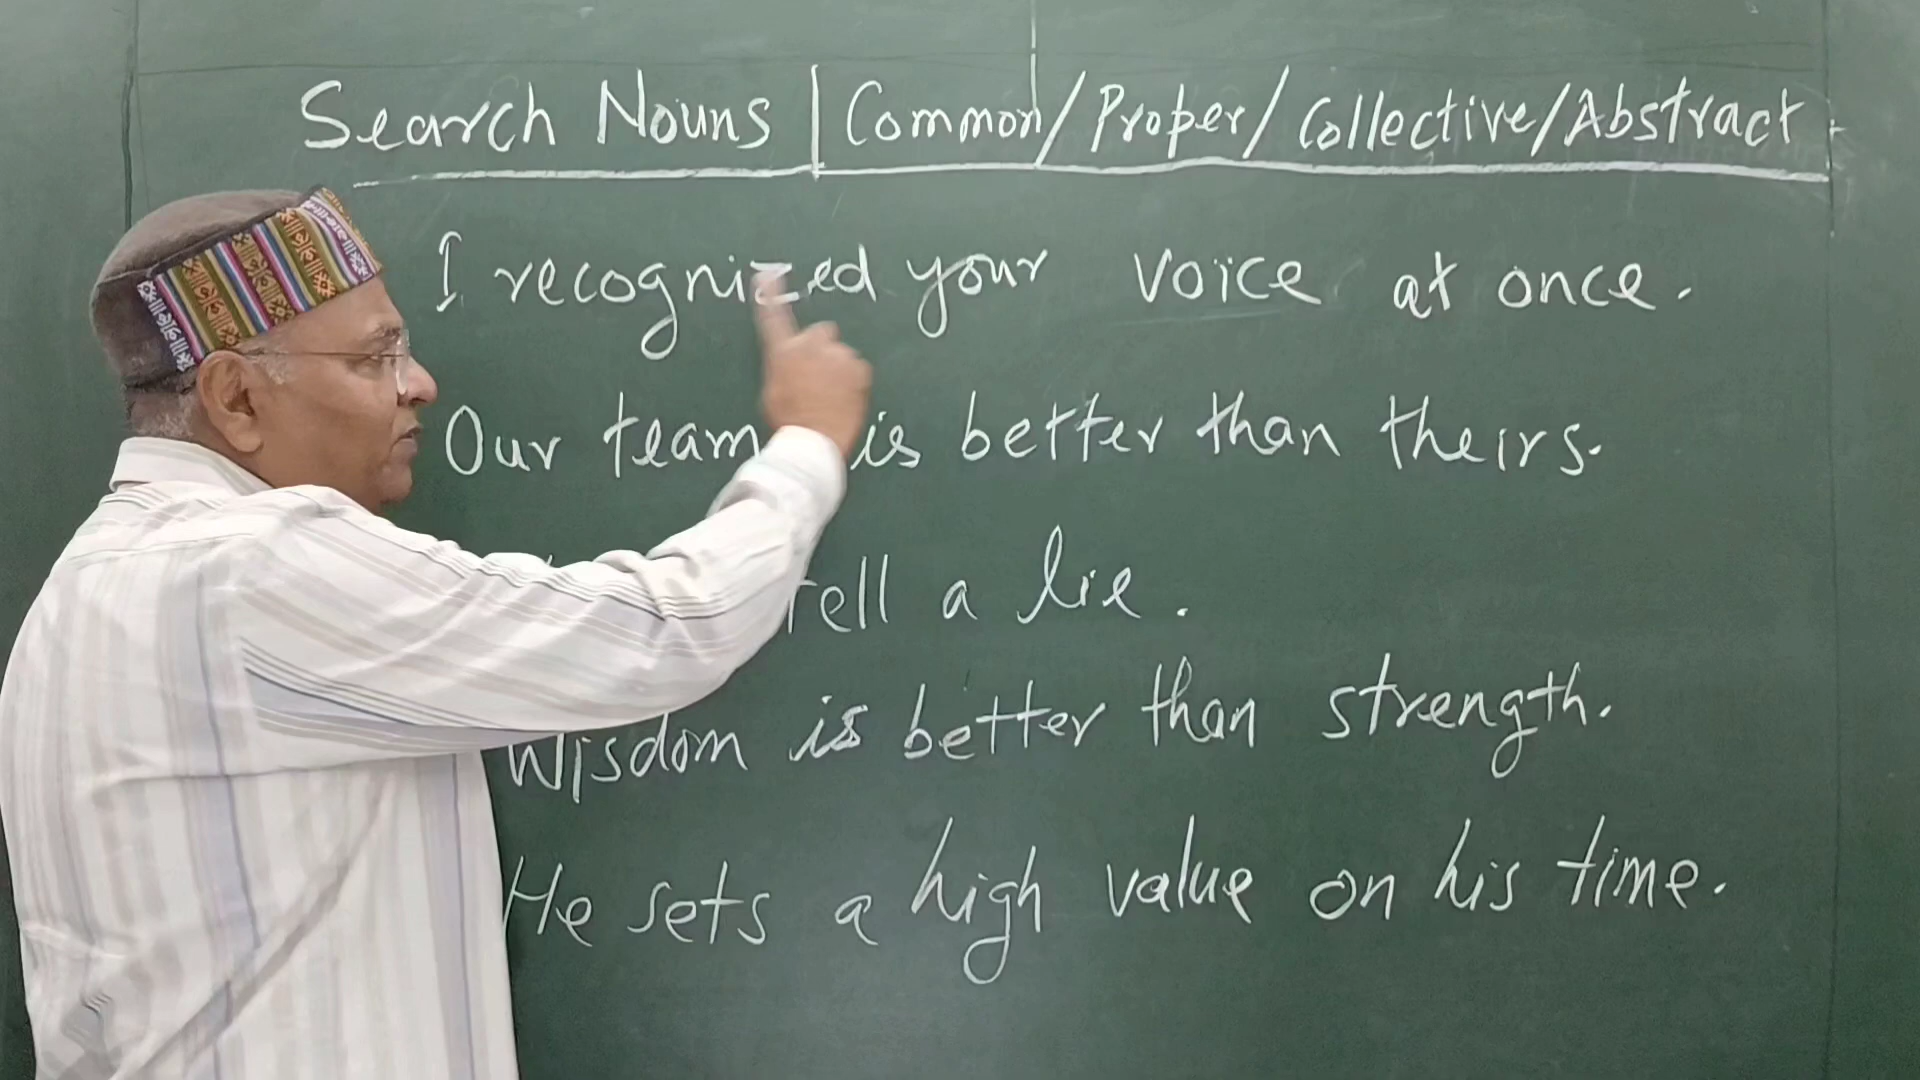 Search Nouns | Common/Proper/Collective/Abstract.
I recognized your voice at once.
Our team is better than theirs.
tell a lie.
Wisdom is better than strength.
He sets a high value on his time.